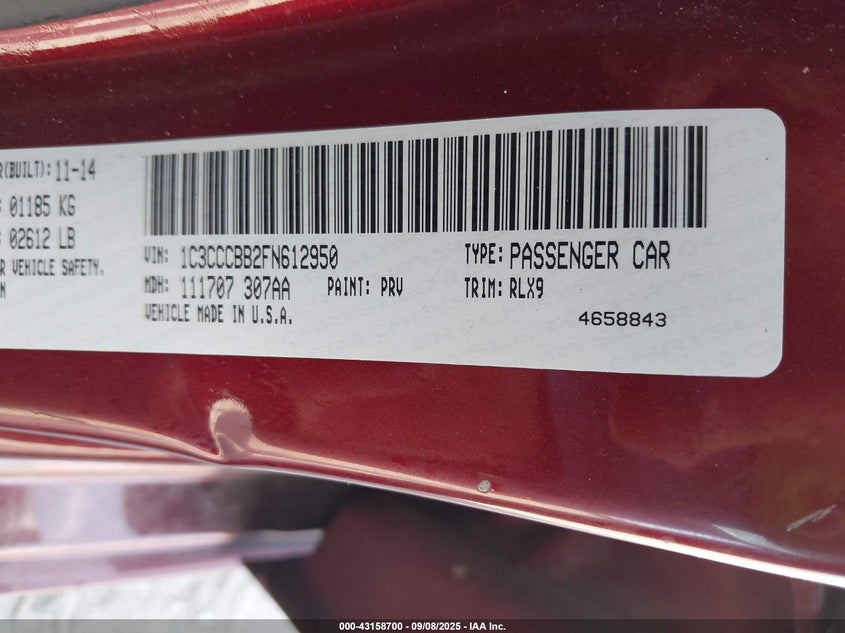 R(BUILT): 11-14
01185 KG
02612 LB
R VEHICLE SAFETY,
N
VIN: 1C3CCCBB2FN612950
TYPE: PASSENGER CAR
MDH: 111707 307AA
PAINT: PRV
TRIM: RLX9
VEHICLE MADE IN U.S.A.
4658843
000-43158700 - 09/08/2025 - IAA Inc.